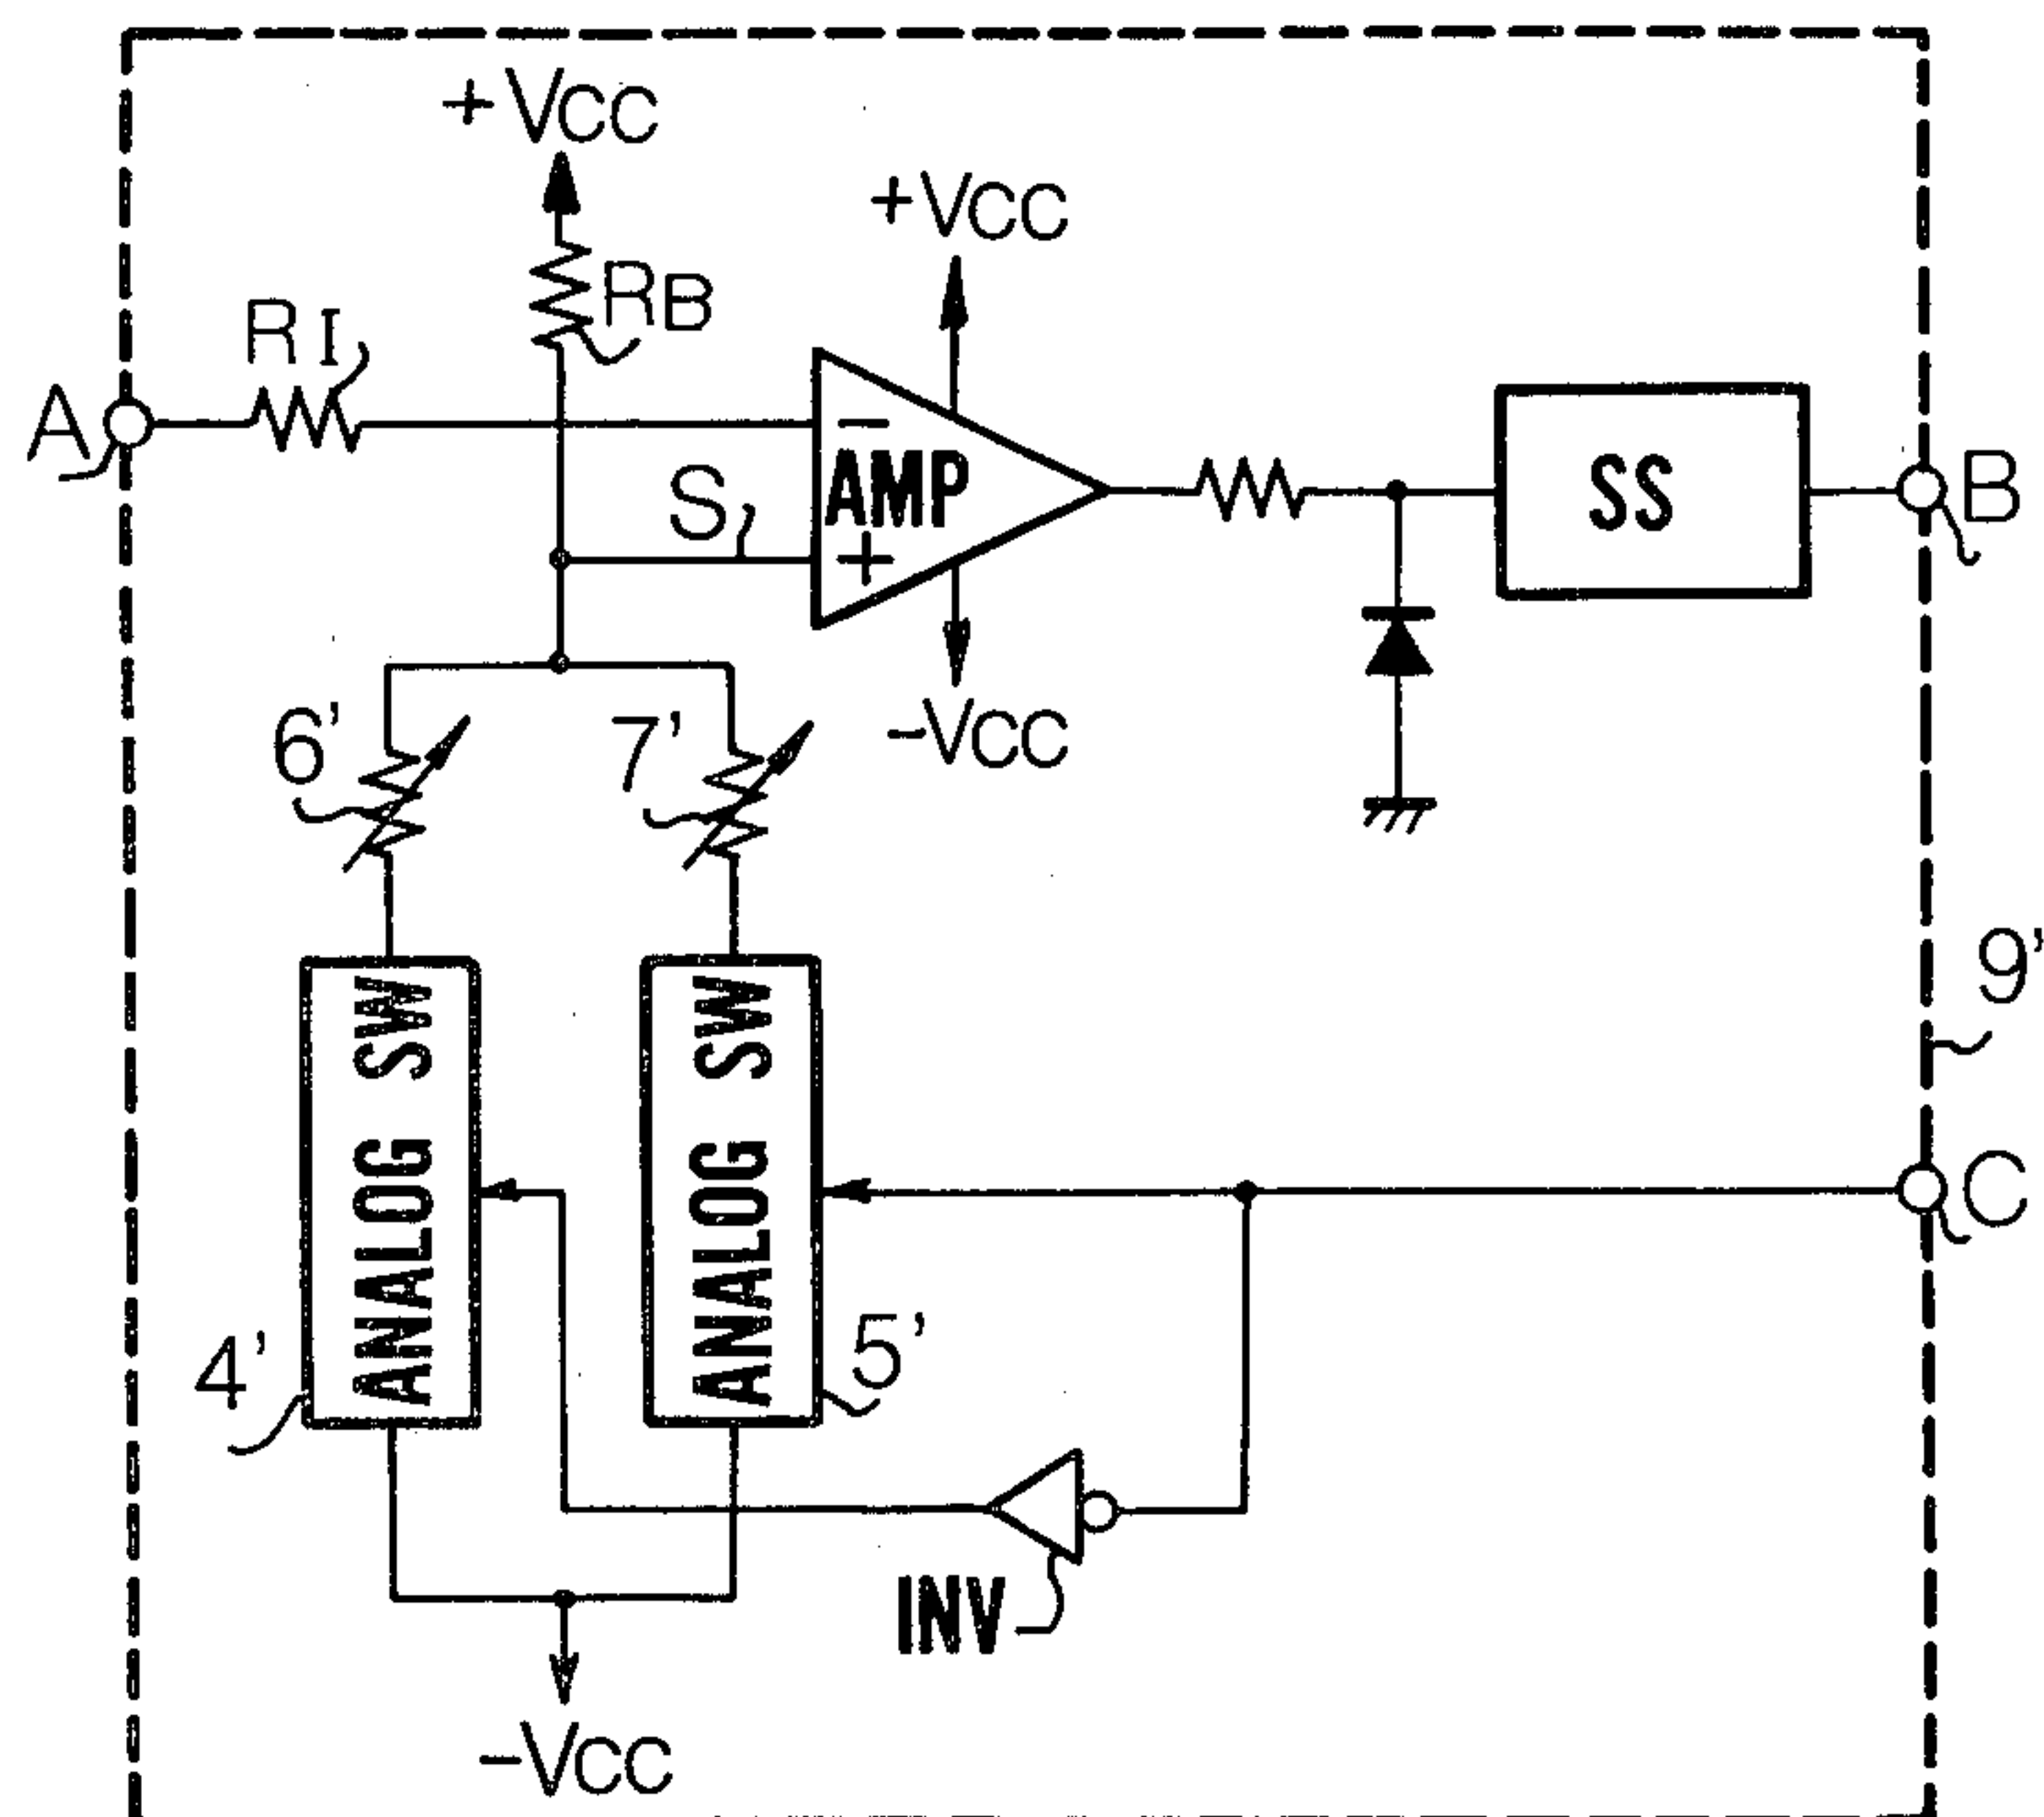 +VCC
+VCC
RB
RI
A
AMP
−
+
S
SS
B
-VCC
6'
7'
9'
ANALOG SW
ANALOG SW
C
4'
5'
INV
-VCC